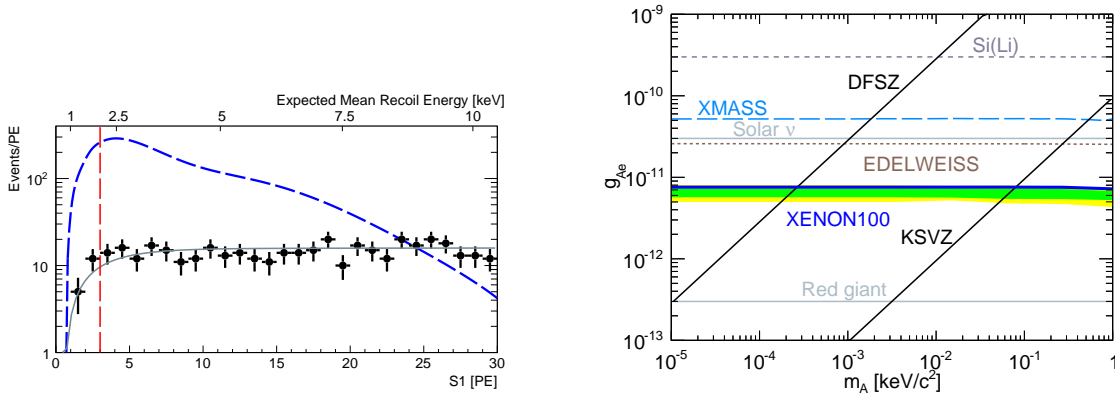 Expected Mean Recoil Energy [keV]
1 2.5 5 7.5 10
Events/PE
10²
10
1
0 5 10 15 20 25 30
S1 [PE]
10⁻⁹
10⁻¹⁰
10⁻¹¹
10⁻¹²
10⁻¹³
g_Ae
Si(Li)
DFSZ
XMASS
Solar ν
EDELWEISS
XENON100
KSVZ
Red giant
10⁻⁵ 10⁻⁴ 10⁻³ 10⁻² 10⁻¹ 1
m_A [keV/c²]